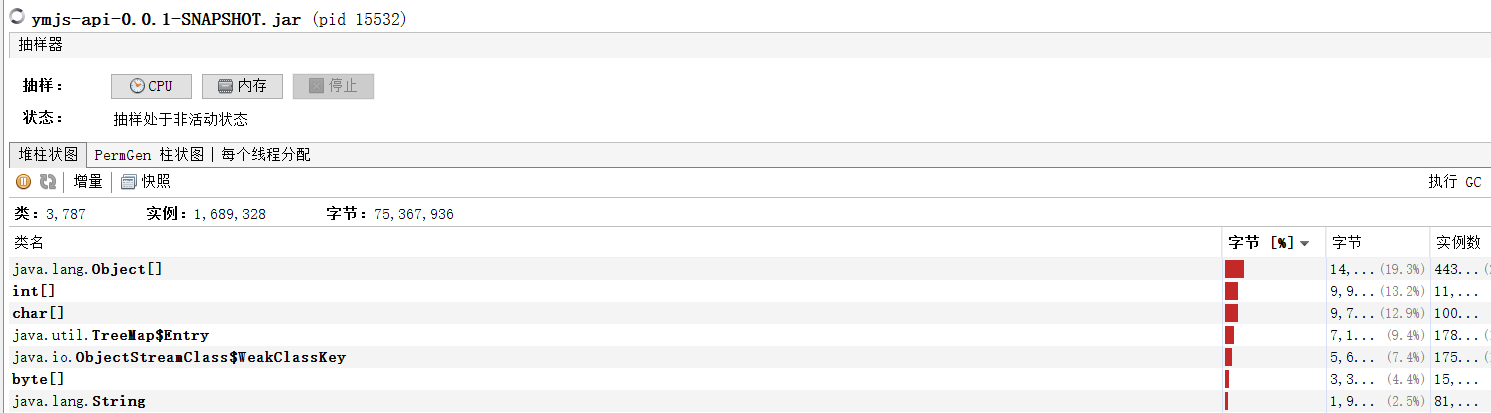 ymjs-api-0.0.1-SNAPSHOT.jar (pid 15532)
抽样器
抽样： CPU 内存 停止
状态： 抽样处于非活动状态
堆柱状图 PermGen 柱状图 每个线程分配
增量 快照 执行 GC
类：3,787 实例：1,689,328 字节：75,367,936
类名 字节 [%] 字节 实例数
java.lang.Object[] 14,... (19.3%) 443...
int[] 9,9... (13.2%) 11,...
char[] 9,7... (12.9%) 100...
java.util.TreeMap$Entry 7,1... (9.4%) 178...
java.io.ObjectStreamClass$WeakClassKey 5,6... (7.4%) 175...
byte[] 3,3... (4.4%) 15,...
java.lang.String 1,9... (2.5%) 81,...